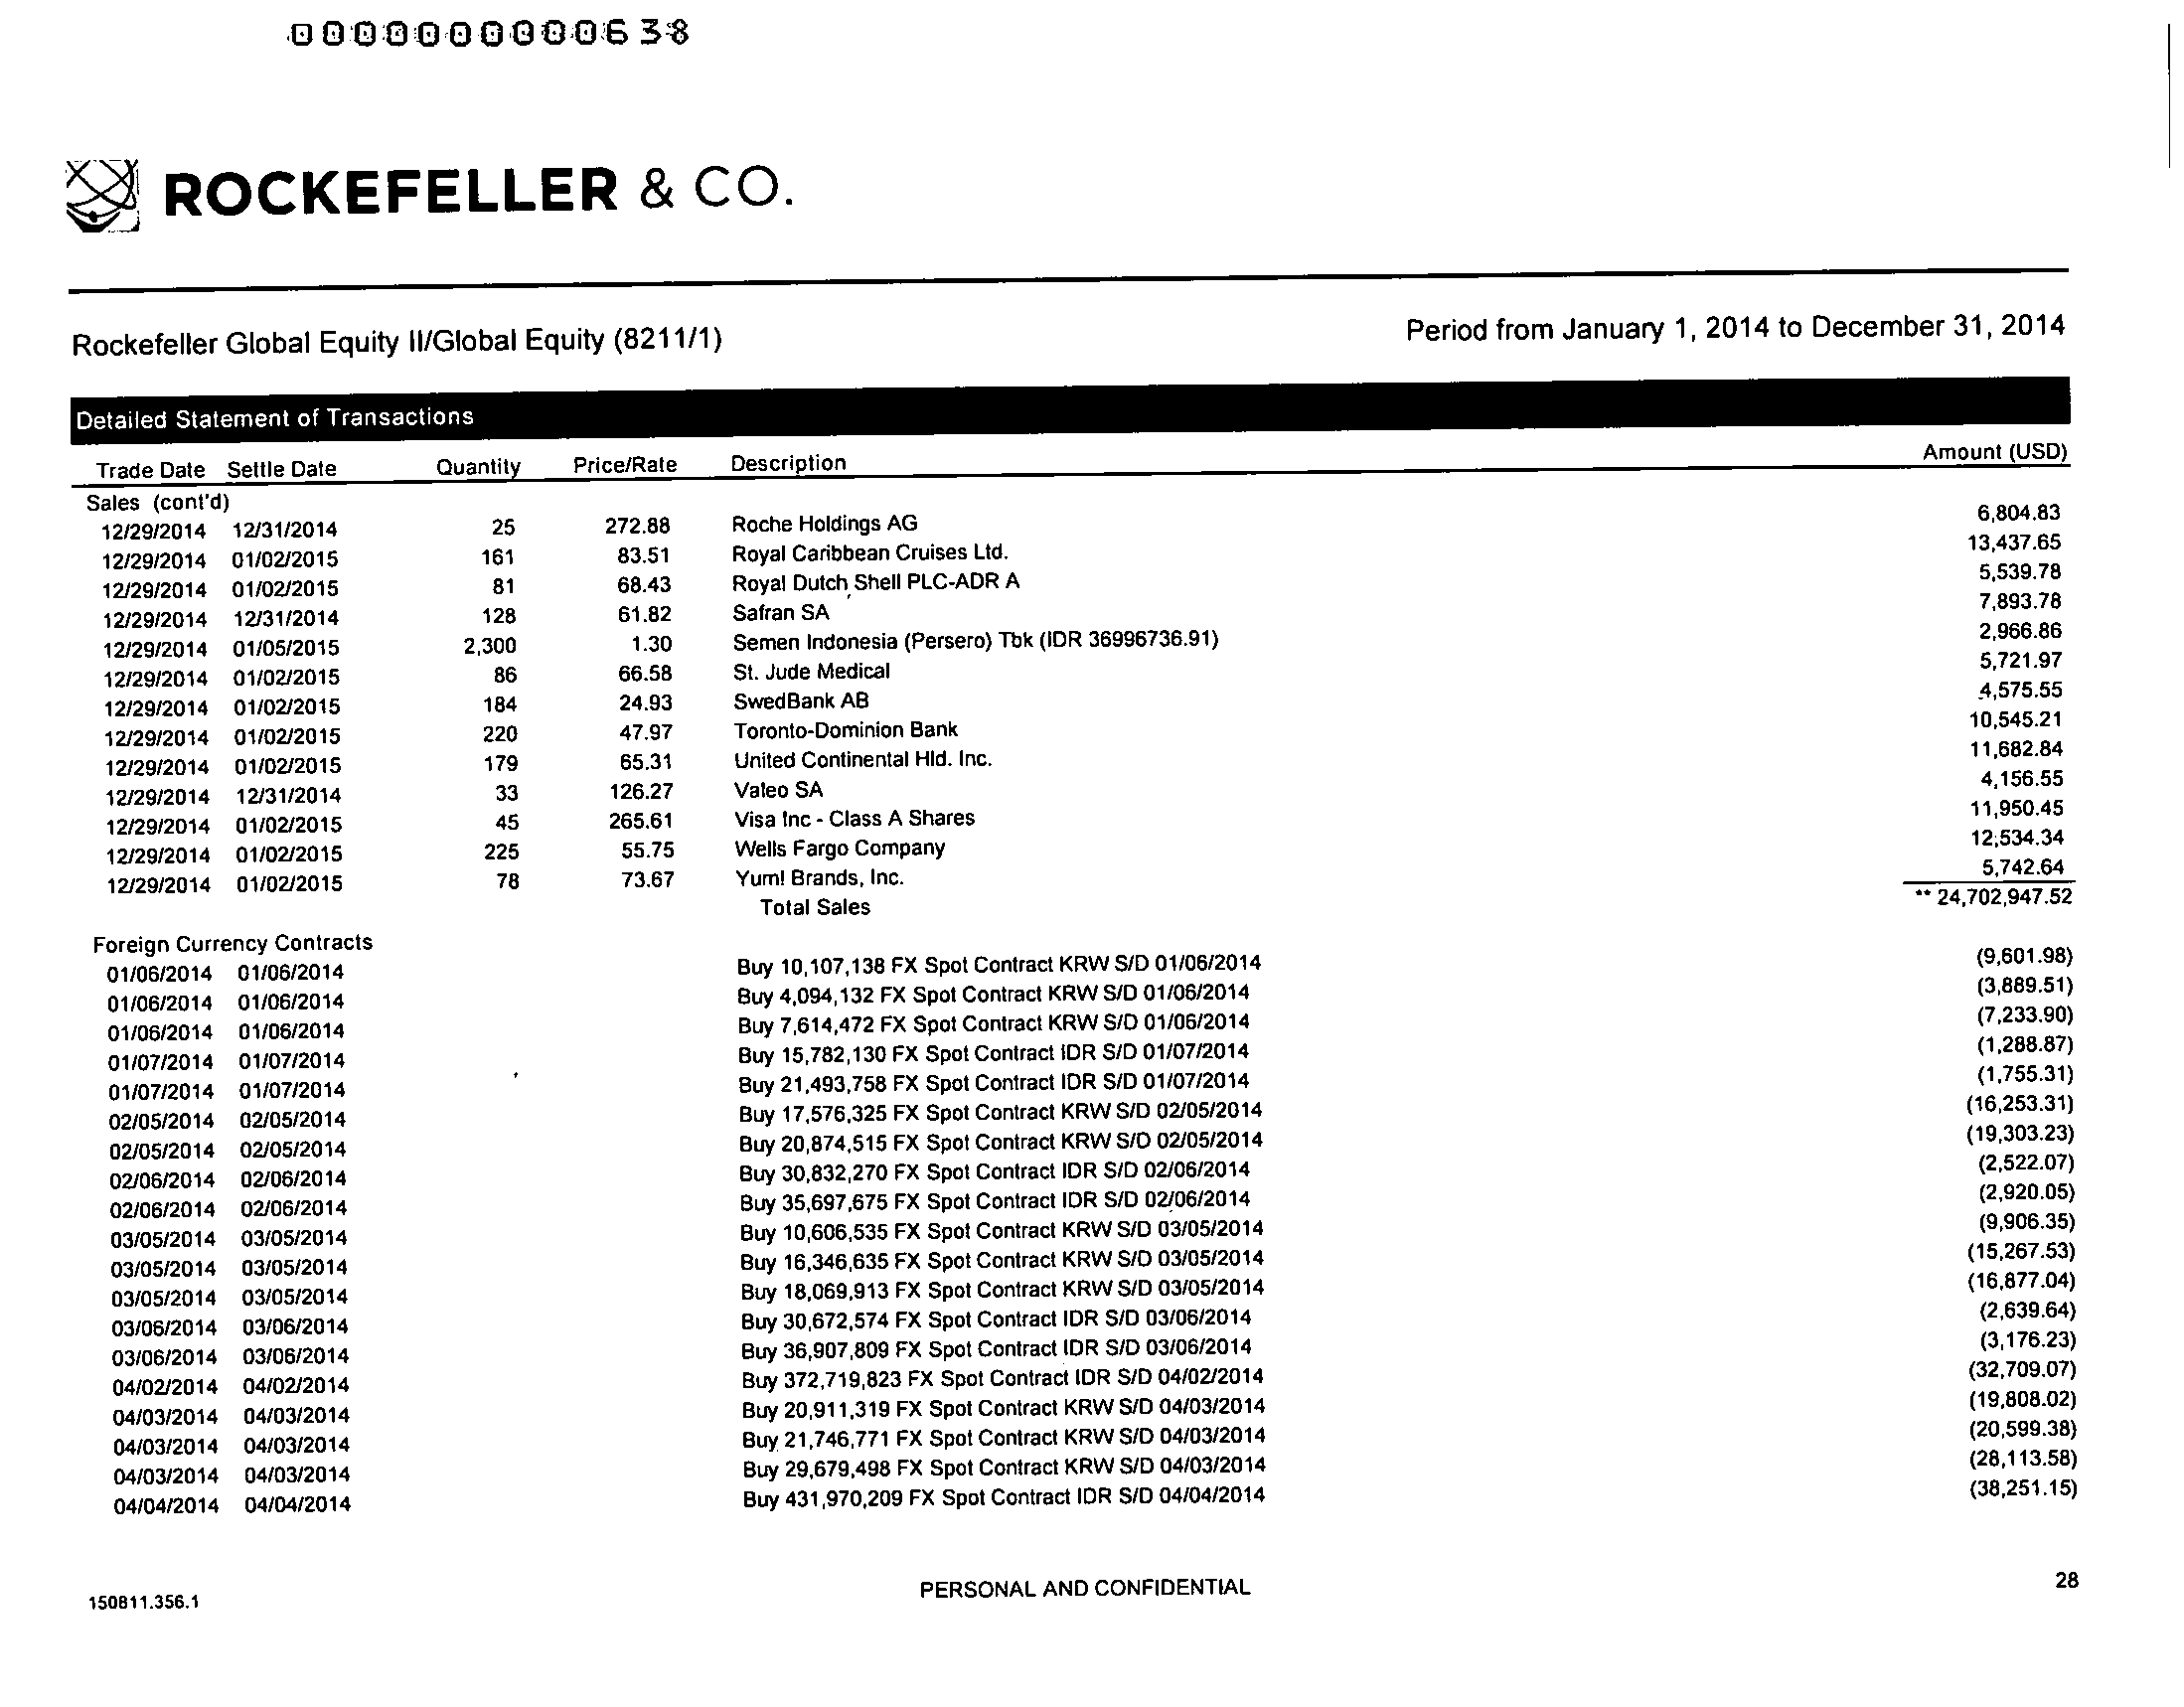 000000000638
ROCKEFELLER & CO.
Rockefeller Global Equity II/Global Equity (8211/1) Period from January 1, 2014 to December 31, 2014
Detailed Statement of Transactions
Trade Date Settle Date Quantity Price/Rate Description Amount (USD)
Sales (cont'd)
12/29/2014 12/31/2014 25 272.88 Roche Holdings AG 6,804.83
12/29/2014 01/02/2015 161 83.51 Royal Caribbean Cruises Ltd. 13,437.65
12/29/2014 01/02/2015 81 68.43 Royal Dutch Shell PLC-ADR A 5,539.78
12/29/2014 12/31/2014 128 61.82 Safran SA 7,893.78
12/29/2014 01/05/2015 2,300 1.30 Semen Indonesia (Persero) Tbk (IDR 36996736.91) 2,966.86
12/29/2014 01/02/2015 86 66.58 St. Jude Medical 5,721.97
12/29/2014 01/02/2015 184 24.93 SwedBank AB 4,575.55
12/29/2014 01/02/2015 220 47.97 Toronto-Dominion Bank 10,545.21
12/29/2014 01/02/2015 179 65.31 United Continental Hld. Inc. 11,682.84
12/29/2014 12/31/2014 33 126.27 Valeo SA 4,156.55
12/29/2014 01/02/2015 45 265.61 Visa Inc - Class A Shares 11,950.45
12/29/2014 01/02/2015 225 55.75 Wells Fargo Company 12,534.34
12/29/2014 01/02/2015 78 73.67 Yum! Brands, Inc. 5,742.64
Total Sales ** 24,702,947.52
Foreign Currency Contracts
01/06/2014 01/06/2014 Buy 10,107,138 FX Spot Contract KRW S/D 01/06/2014 (9,601.98)
01/06/2014 01/06/2014 Buy 4,094,132 FX Spot Contract KRW S/D 01/06/2014 (3,889.51)
01/06/2014 01/06/2014 Buy 7,614,472 FX Spot Contract KRW S/D 01/06/2014 (7,233.90)
01/07/2014 01/07/2014 Buy 15,782,130 FX Spot Contract IDR S/D 01/07/2014 (1,288.87)
01/07/2014 01/07/2014 Buy 21,493,758 FX Spot Contract IDR S/D 01/07/2014 (1,755.31)
02/05/2014 02/05/2014 Buy 17,576,325 FX Spot Contract KRW S/D 02/05/2014 (16,253.31)
02/05/2014 02/05/2014 Buy 20,874,515 FX Spot Contract KRW S/D 02/05/2014 (19,303.23)
02/06/2014 02/06/2014 Buy 30,832,270 FX Spot Contract IDR S/D 02/06/2014 (2,522.07)
02/06/2014 02/06/2014 Buy 35,697,675 FX Spot Contract IDR S/D 02/06/2014 (2,920.05)
03/05/2014 03/05/2014 Buy 10,606,535 FX Spot Contract KRW S/D 03/05/2014 (9,906.35)
03/05/2014 03/05/2014 Buy 16,346,635 FX Spot Contract KRW S/D 03/05/2014 (15,267.53)
03/05/2014 03/05/2014 Buy 18,069,913 FX Spot Contract KRW S/D 03/05/2014 (16,877.04)
03/06/2014 03/06/2014 Buy 30,672,574 FX Spot Contract IDR S/D 03/06/2014 (2,639.64)
03/06/2014 03/06/2014 Buy 36,907,809 FX Spot Contract IDR S/D 03/06/2014 (3,176.23)
04/02/2014 04/02/2014 Buy 372,719,823 FX Spot Contract IDR S/D 04/02/2014 (32,709.07)
04/03/2014 04/03/2014 Buy 20,911,319 FX Spot Contract KRW S/D 04/03/2014 (19,808.02)
04/03/2014 04/03/2014 Buy 21,746,771 FX Spot Contract KRW S/D 04/03/2014 (20,599.38)
04/03/2014 04/03/2014 Buy 29,679,498 FX Spot Contract KRW S/D 04/03/2014 (28,113.58)
04/04/2014 04/04/2014 Buy 431,970,209 FX Spot Contract IDR S/D 04/04/2014 (38,251.15)
150811.356.1 PERSONAL AND CONFIDENTIAL 28